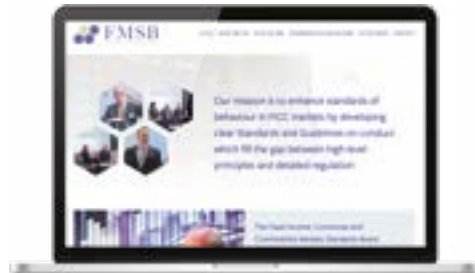 FMSB
Our mission is to enhance standards of
behaviour in FICC markets by developing
clear Standards and Guidelines on conduct
which fill the gap between high level
principles and detailed regulation
The Fixed Income, Currencies and
Commodities Markets Standards Board